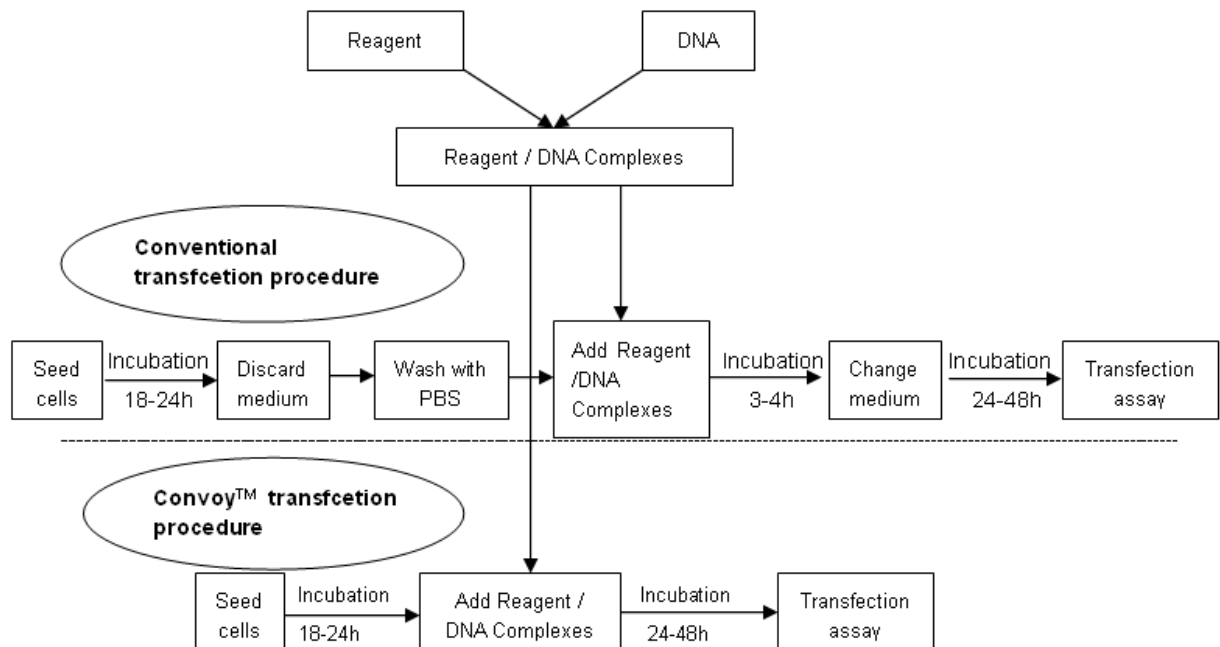 Reagent
DNA
Reagent / DNA Complexes
Conventional
transfcetion procedure
Seed
cells
Incubation
18-24h
Discard
medium
Wash with
PBS
Add Reagent
/DNA
Complexes
Incubation
3-4h
Change
medium
Incubation
24-48h
Transfection
assay
Convoy™ transfcetion
procedure
Seed
cells
Incubation
18-24h
Add Reagent /
DNA Complexes
Incubation
24-48h
Transfection
assay